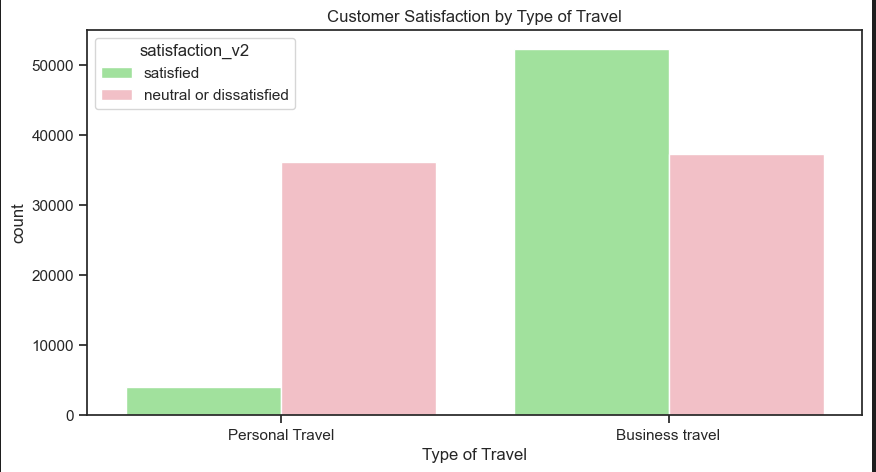 Customer Satisfaction by Type of Travel
satisfaction_v2
satisfied
neutral or dissatisfied
50000
40000
30000
20000
10000
0
count
Personal Travel
Business travel
Type of Travel